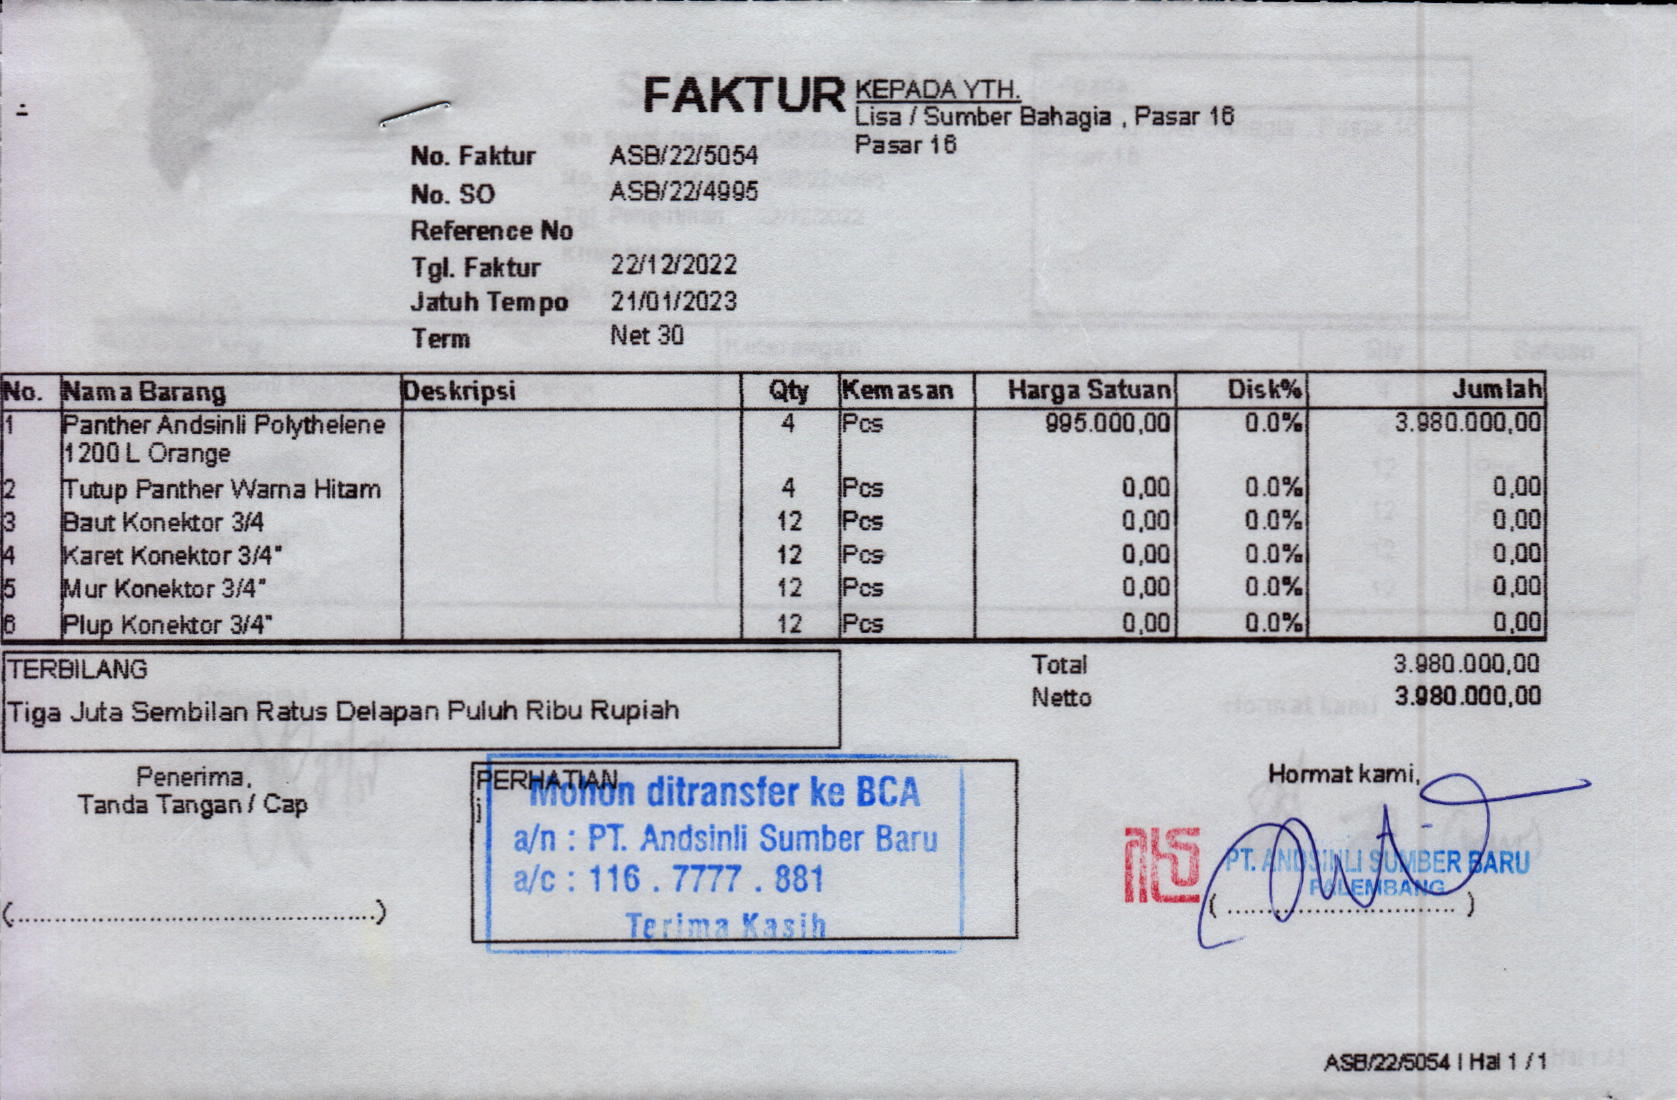 FAKTUR
KEPADA YTH.
Lisa / Sumber Bahagia , Pasar 16
Pasar 16
No. Faktur ASB/22/5054
No. SO ASB/22/4995
Reference No
Tgl. Faktur 22/12/2022
Jatuh Tempo 21/01/2023
Term Net 30
No. Nama Barang Deskripsi Qty Kemasan Harga Satuan Disk% Jumlah
1 Panther Andsinli Polythelene 4 Pcs 995.000,00 0.0% 3.980.000,00
1200 L Orange
2 Tutup Panther Warna Hitam 4 Pcs 0,00 0.0% 0,00
3 Baut Konektor 3/4 12 Pcs 0,00 0.0% 0,00
4 Karet Konektor 3/4" 12 Pcs 0,00 0.0% 0,00
5 Mur Konektor 3/4" 12 Pcs 0,00 0.0% 0,00
6 Plup Konektor 3/4" 12 Pcs 0,00 0.0% 0,00
TERBILANG
Tiga Juta Sembilan Ratus Delapan Puluh Ribu Rupiah
Total 3.980.000,00
Netto 3.980.000,00
Penerima,
Tanda Tangan / Cap
(..........................................)
PERHATIAN
j
Mohon ditransfer ke BCA
a/n : PT. Andsinli Sumber Baru
a/c : 116 . 7777 . 881
Terima Kasih
Hormat kami,
PT. ANDSINLI SUMBER BARU
PALEMBANG
( .............................. )
ASB/22/5054 | Hal 1 / 1